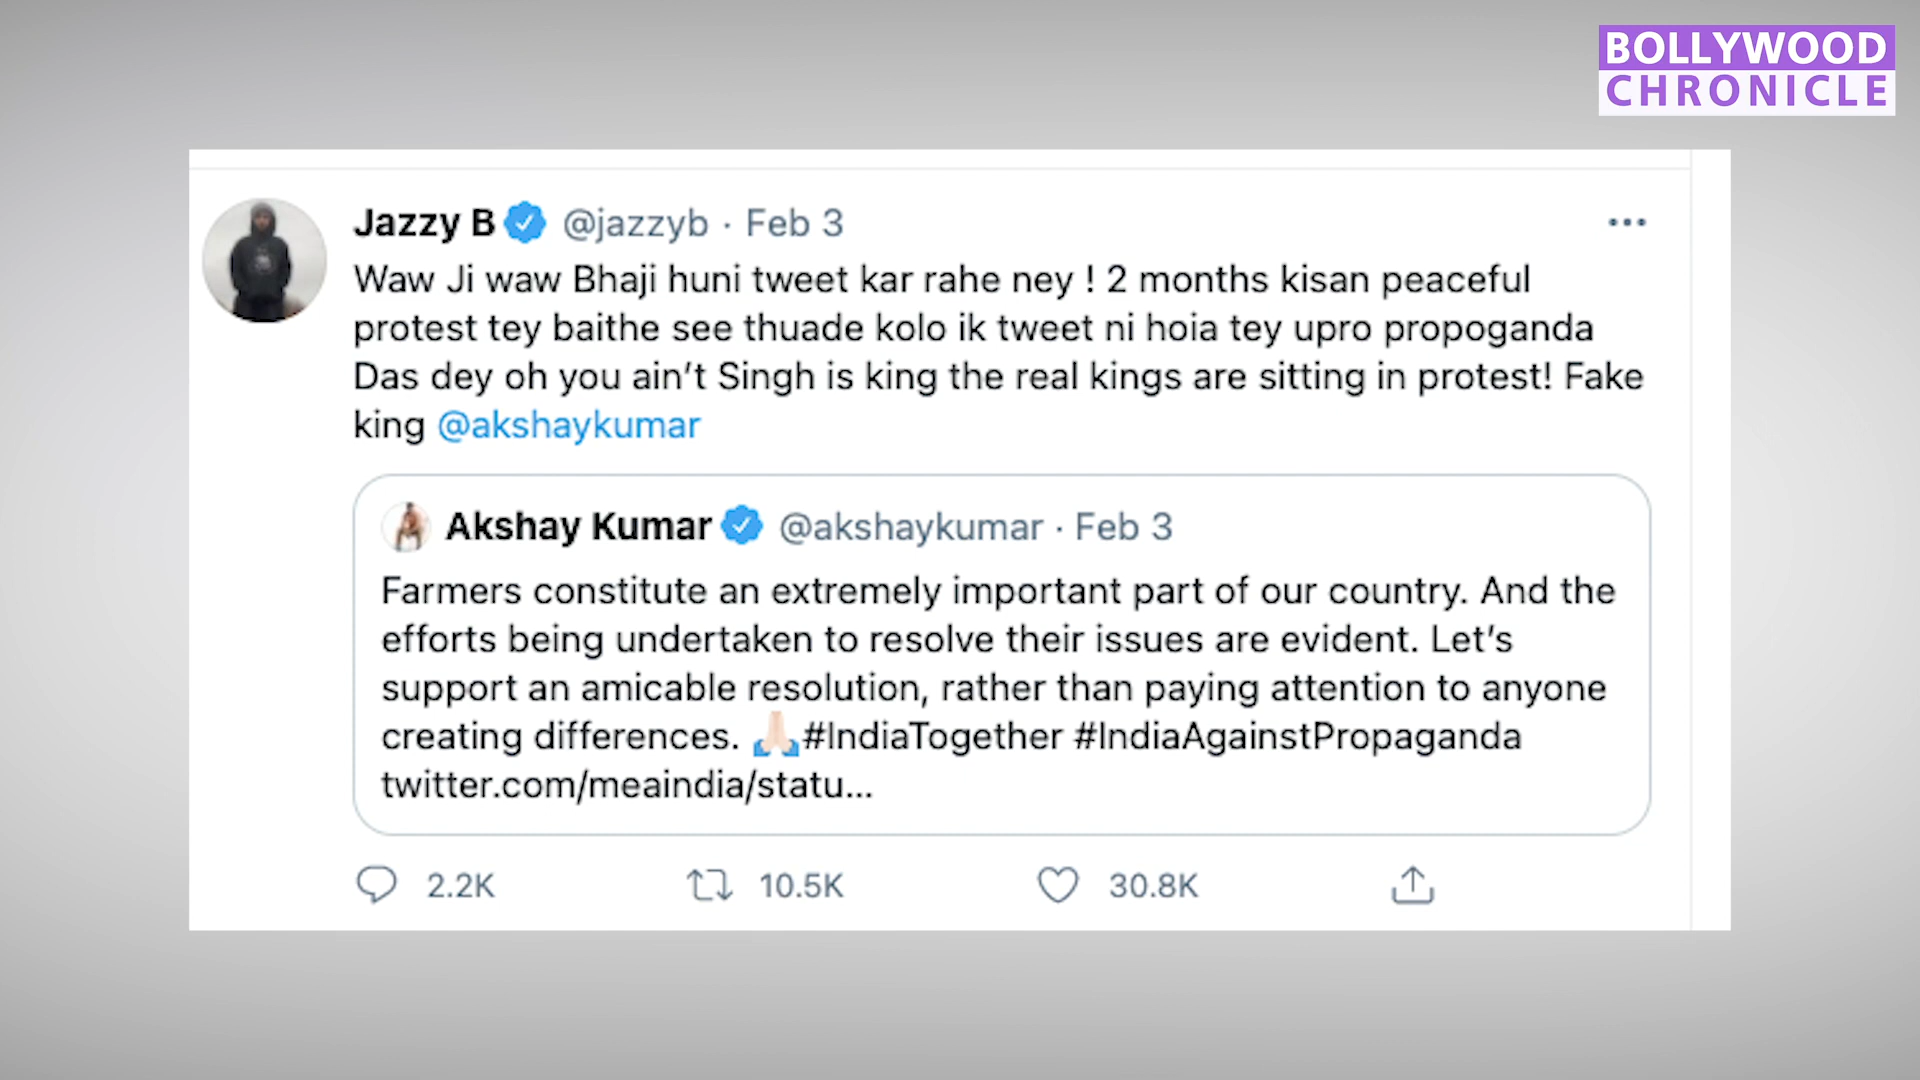 BOLLYWOOD
CHRONICLE
Jazzy B @jazzyb · Feb 3
Waw Ji waw Bhaji huni tweet kar rahe ney ! 2 months kisan peaceful
protest tey baithe see thuade kolo ik tweet ni hoia tey upro propoganda
Das dey oh you ain’t Singh is king the real kings are sitting in protest! Fake
king @akshaykumar
Akshay Kumar @akshaykumar · Feb 3
Farmers constitute an extremely important part of our country. And the
efforts being undertaken to resolve their issues are evident. Let’s
support an amicable resolution, rather than paying attention to anyone
creating differences. 🙏🏻#IndiaTogether #IndiaAgainstPropaganda
twitter.com/meaindia/statu...
2.2K 10.5K 30.8K